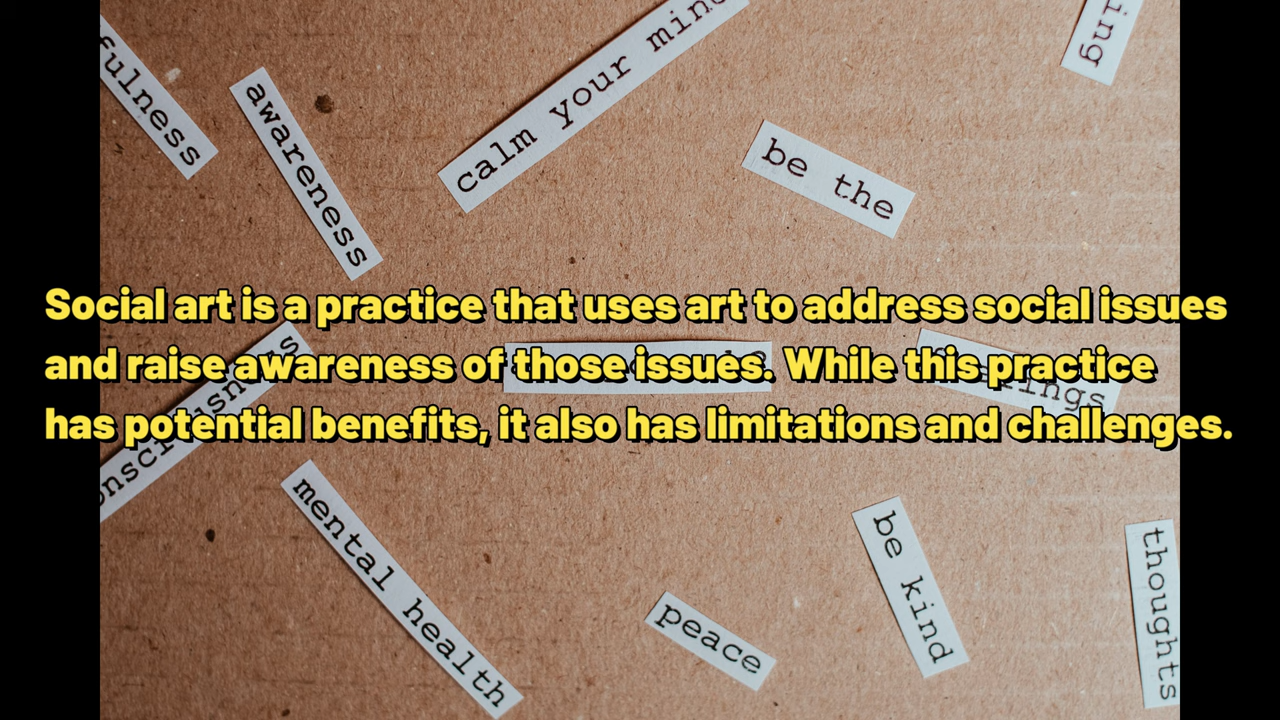 calm your
be the
awareness
Social art is a practice that uses art to address social issues
and raise awareness of those issues. While this practice
has potential benefits, it also has limitations and challenges.
mental health
be kind
thoughts
peace